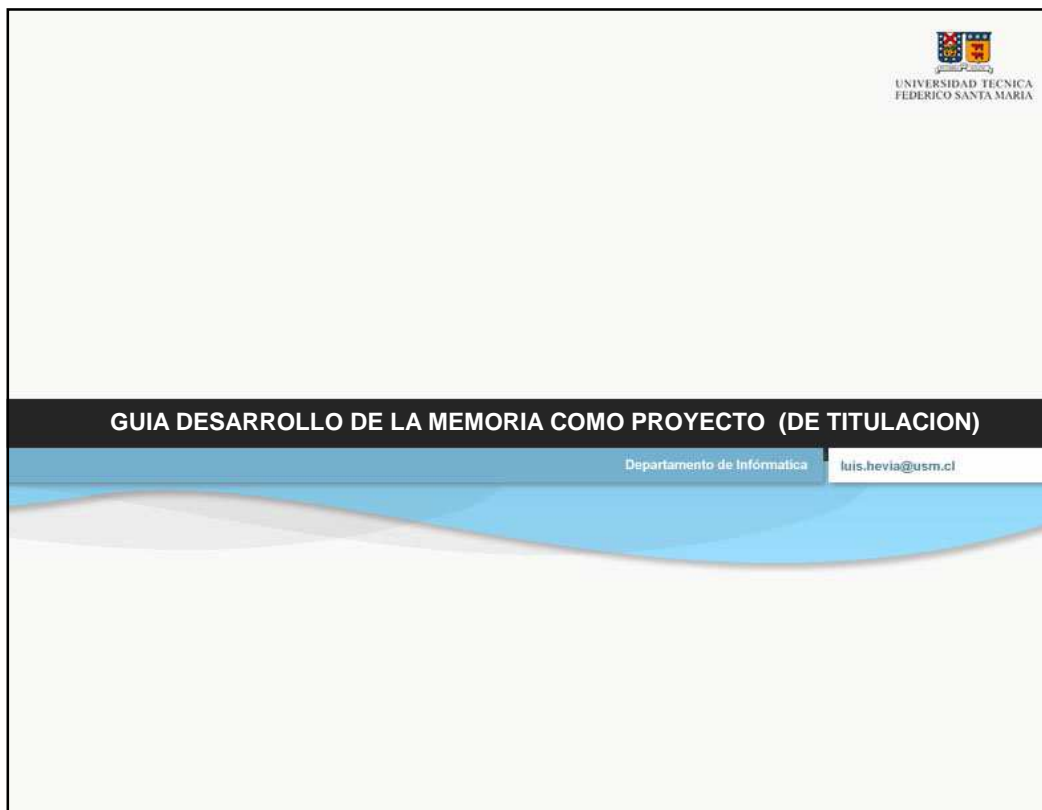 UNIVERSIDAD TECNICA
FEDERICO SANTA MARIA
GUIA DESARROLLO DE LA MEMORIA COMO PROYECTO (DE TITULACION)
Departamento de Infórmatica
luis.hevia@usm.cl